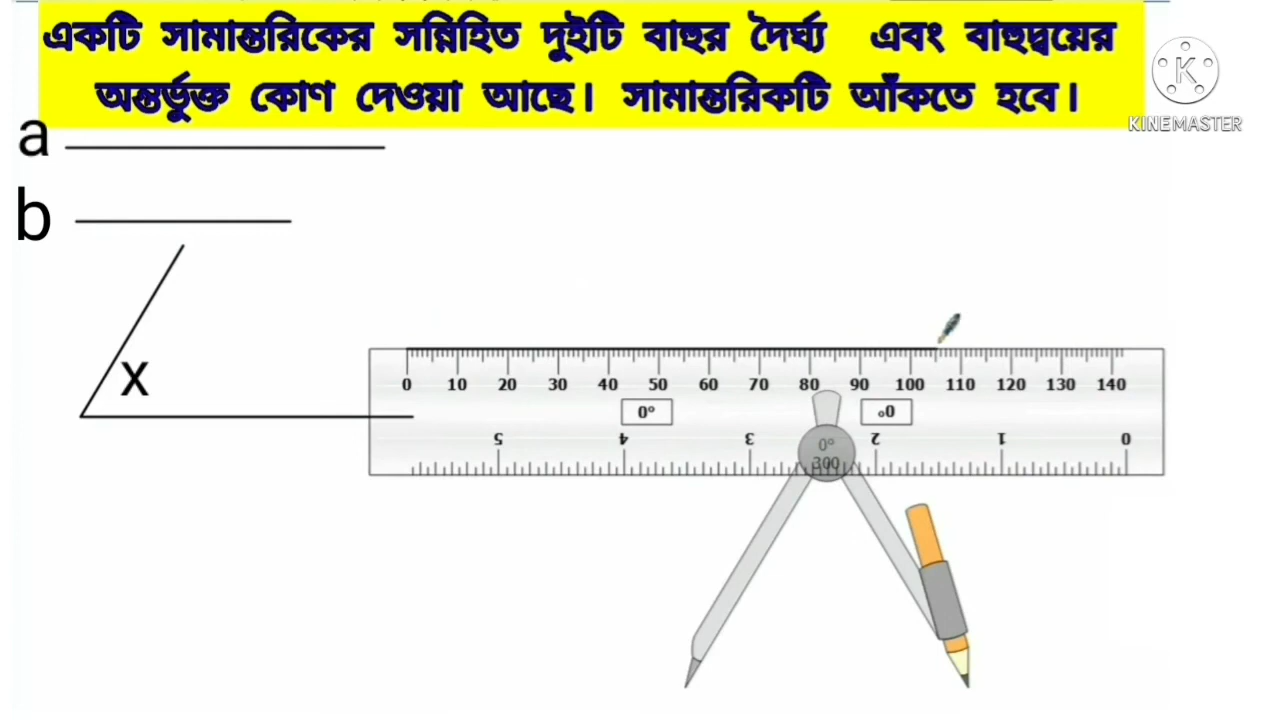 একটি সামান্তরিকের সন্নিহিত দুইটি বাহুর দৈর্ঘ্য এবং বাহুদ্বয়ের
অন্তর্ভুক্ত কোণ দেওয়া আছে। সামান্তরিকটি আঁকতে হবে।
K
KINEMASTER
a
b
x
0 10 20 30 40 50 60 70 80 90 100 110 120 130 140
0° 0°
5 4 3 2 1 0
0°
300